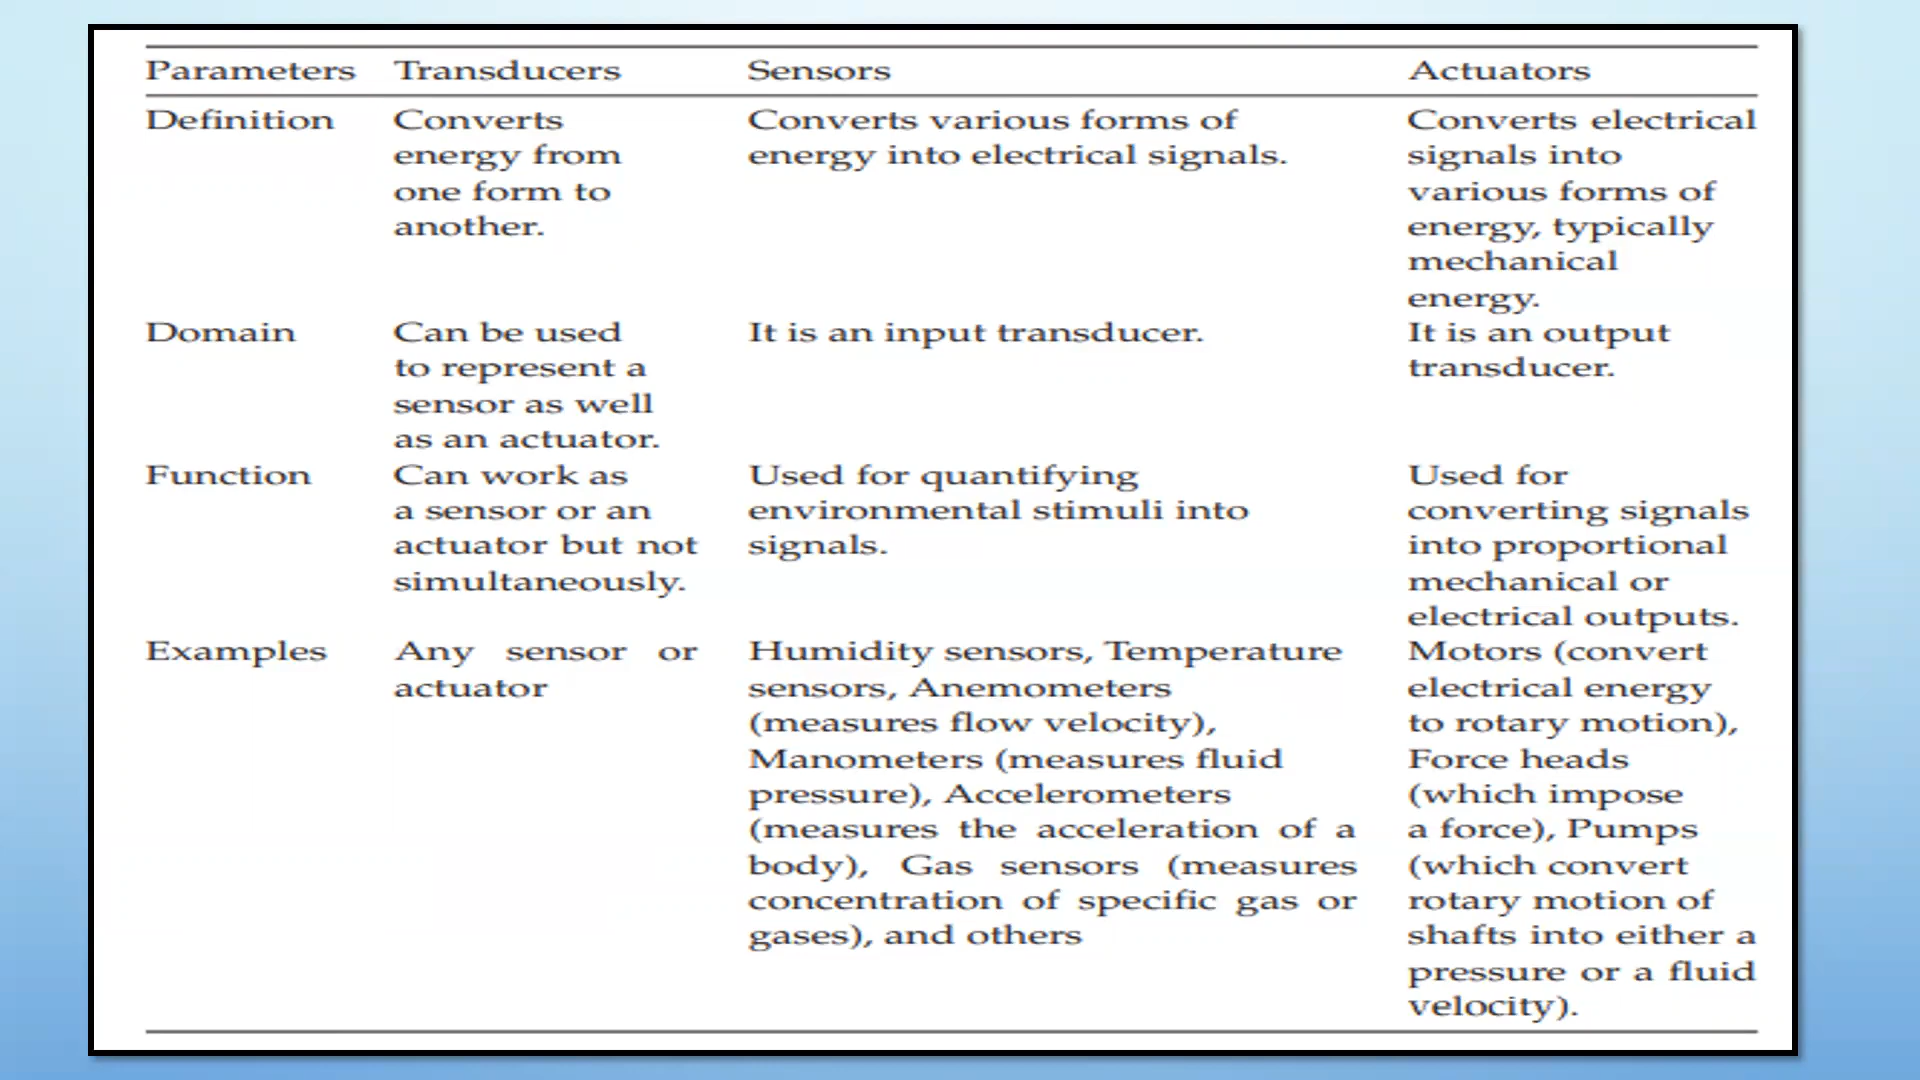 Parameters Transducers Sensors Actuators
Definition Converts energy from one form to another. Converts various forms of energy into electrical signals. Converts electrical signals into various forms of energy, typically mechanical energy.
Domain Can be used to represent a sensor as well as an actuator. It is an input transducer. It is an output transducer.
Function Can work as a sensor or an actuator but not simultaneously. Used for quantifying environmental stimuli into signals. Used for converting signals into proportional mechanical or electrical outputs.
Examples Any sensor or actuator Humidity sensors, Temperature sensors, Anemometers (measures flow velocity), Manometers (measures fluid pressure), Accelerometers (measures the acceleration of a body), Gas sensors (measures concentration of specific gas or gases), and others Motors (convert electrical energy to rotary motion), Force heads (which impose a force), Pumps (which convert rotary motion of shafts into either a pressure or a fluid velocity).